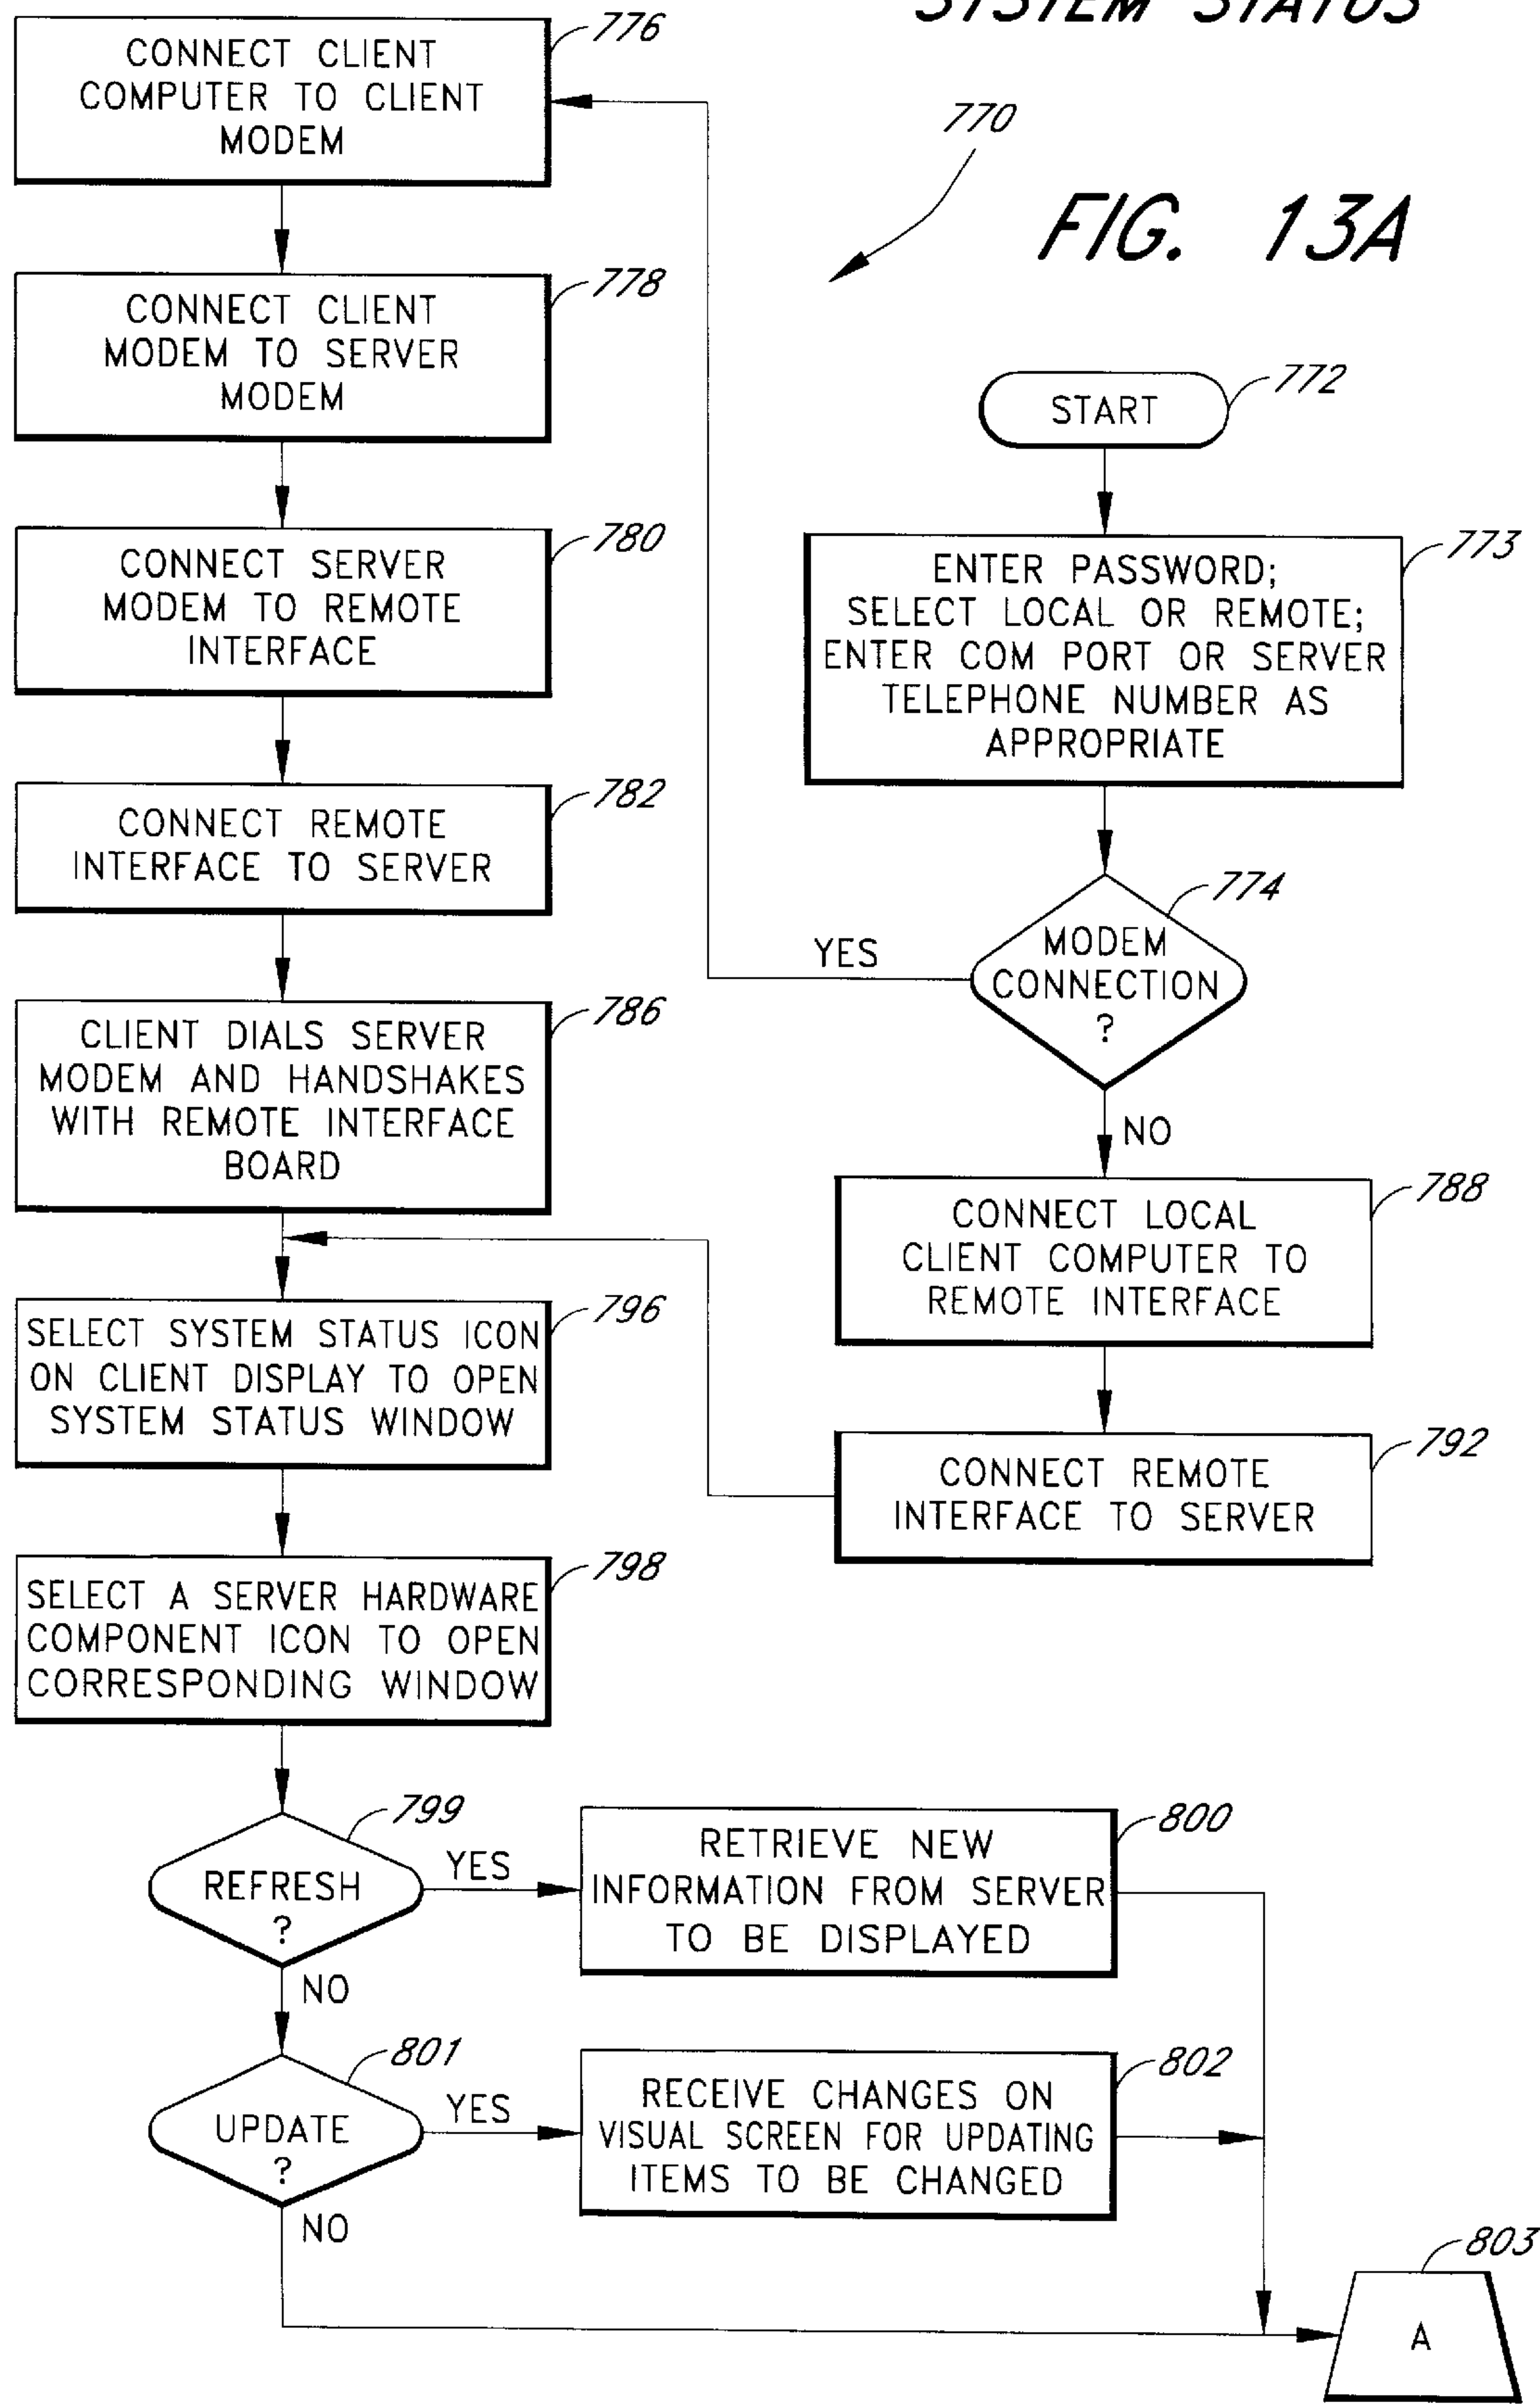 SYSTEM STATUS
770
FIG. 13A
START
772
ENTER PASSWORD;
SELECT LOCAL OR REMOTE;
ENTER COM PORT OR SERVER
TELEPHONE NUMBER AS
APPROPRIATE
773
MODEM
CONNECTION
?
774
YES
NO
CONNECT CLIENT
COMPUTER TO CLIENT
MODEM
776
CONNECT CLIENT
MODEM TO SERVER
MODEM
778
CONNECT SERVER
MODEM TO REMOTE
INTERFACE
780
CONNECT REMOTE
INTERFACE TO SERVER
782
CLIENT DIALS SERVER
MODEM AND HANDSHAKES
WITH REMOTE INTERFACE
BOARD
786
CONNECT LOCAL
CLIENT COMPUTER TO
REMOTE INTERFACE
788
CONNECT REMOTE
INTERFACE TO SERVER
792
SELECT SYSTEM STATUS ICON
ON CLIENT DISPLAY TO OPEN
SYSTEM STATUS WINDOW
796
SELECT A SERVER HARDWARE
COMPONENT ICON TO OPEN
CORRESPONDING WINDOW
798
REFRESH
?
799
YES
NO
RETRIEVE NEW
INFORMATION FROM SERVER
TO BE DISPLAYED
800
UPDATE
?
801
YES
NO
RECEIVE CHANGES ON
VISUAL SCREEN FOR UPDATING
ITEMS TO BE CHANGED
802
A
803